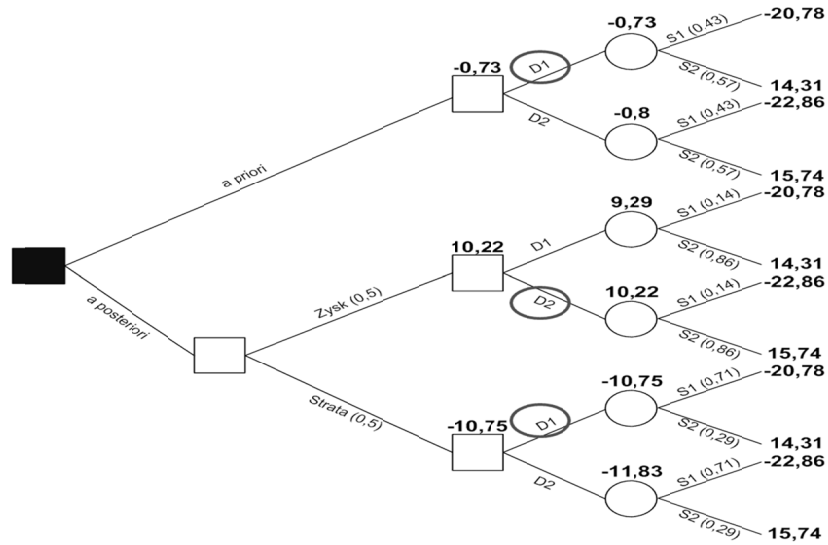 -20,78
-0,73
S1 (0,43)
-0,73
D1
S2 (0,57)
14,31
-22,86
D2
-0,8
S1 (0,43)
S2 (0,57)
15,74
a priori
-20,78
9,29
S1 (0,14)
10,22
D1
S2 (0,86)
14,31
-22,86
Zysk (0,5)
D2
10,22
S1 (0,14)
S2 (0,86)
15,74
a posteriori
-20,78
-10,75
S1 (0,71)
Strata (0,5)
-10,75
D1
S2 (0,29)
14,31
-22,86
D2
-11,83
S1 (0,71)
S2 (0,29)
15,74